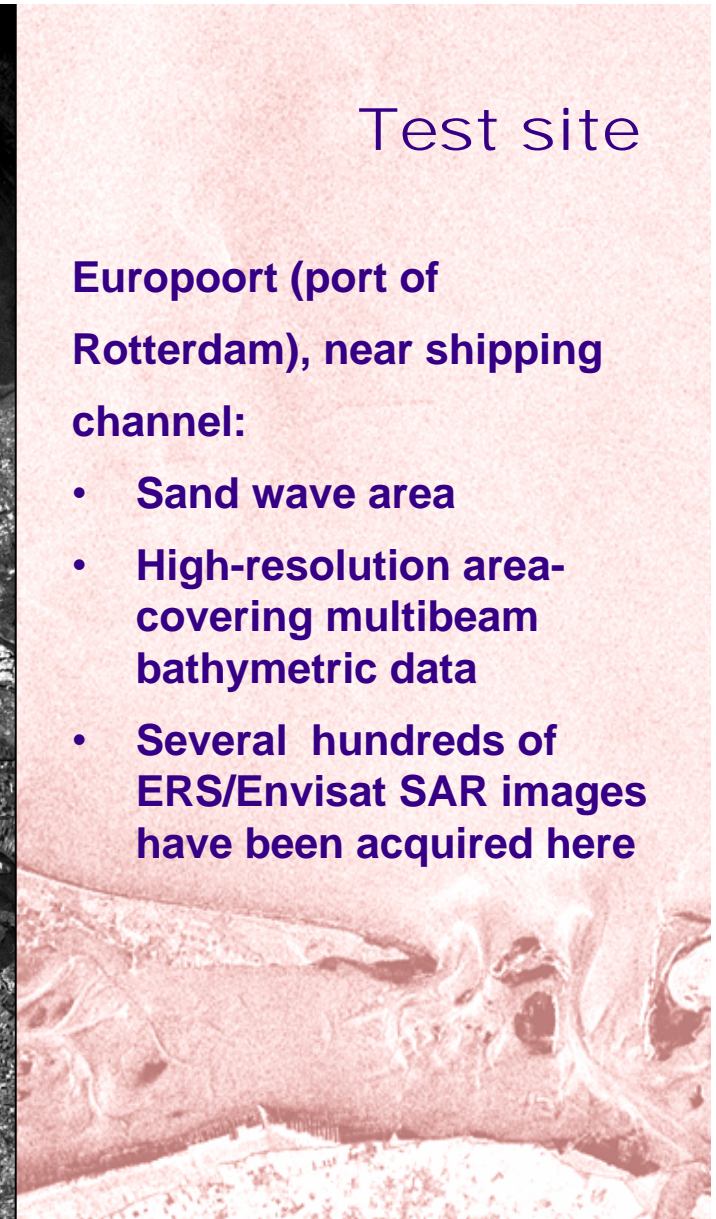 Test site
Europoort (port of
Rotterdam), near shipping
channel:
• Sand wave area
• High-resolution area-
covering multibeam
bathymetric data
• Several  hundreds of
ERS/Envisat SAR images
have been acquired here